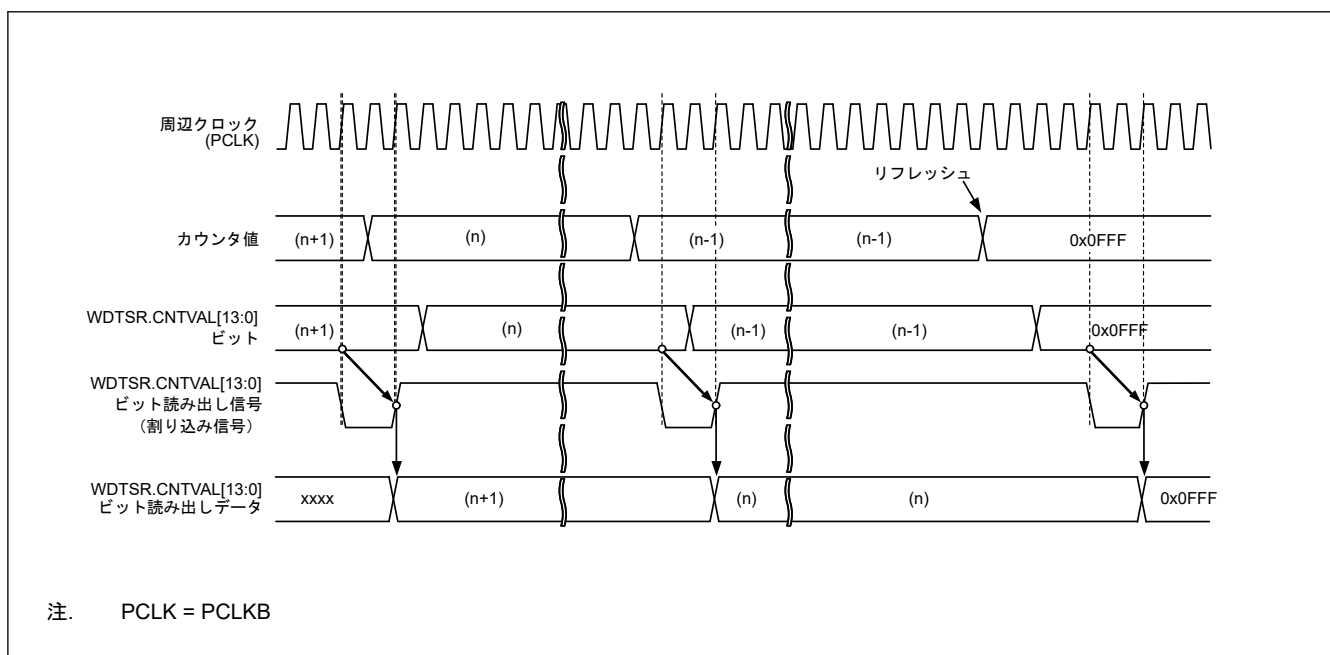 周辺クロック
(PCLK)
リフレッシュ
カウンタ値
(n+1)
(n)
(n-1)
(n-1)
0x0FFF
WDTSR.CNTVAL[13:0]
ビット
(n+1)
(n)
(n-1)
(n-1)
0x0FFF
WDTSR.CNTVAL[13:0]
ビット読み出し信号
（割り込み信号）
WDTSR.CNTVAL[13:0]
ビット読み出しデータ
xxxx
(n+1)
(n)
(n)
0x0FFF
注. PCLK = PCLKB